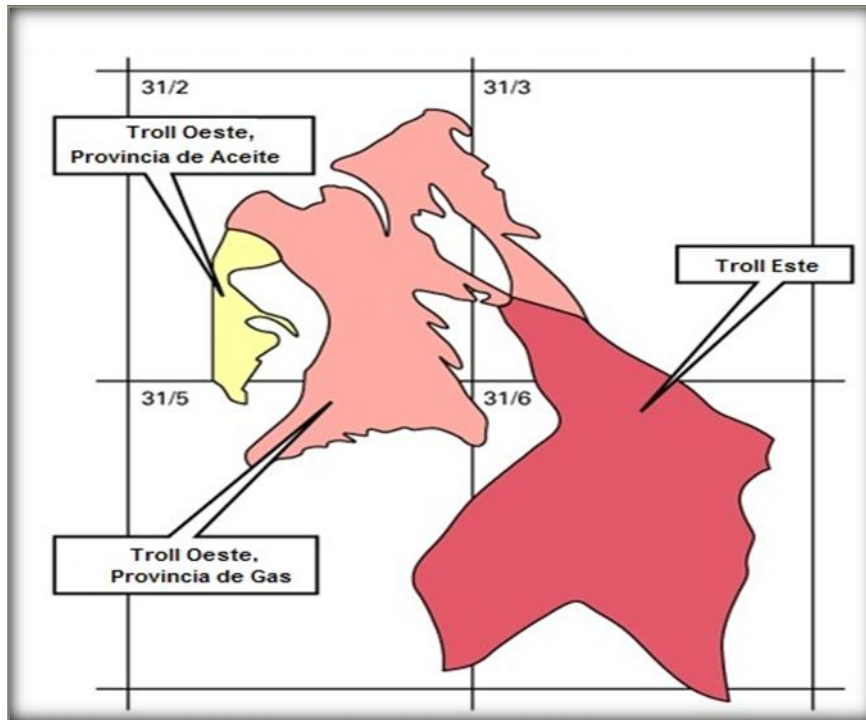 31/2
31/3
Troll Oeste,
Provincia de Aceite
Troll Este
31/5
31/6
Troll Oeste,
Provincia de Gas